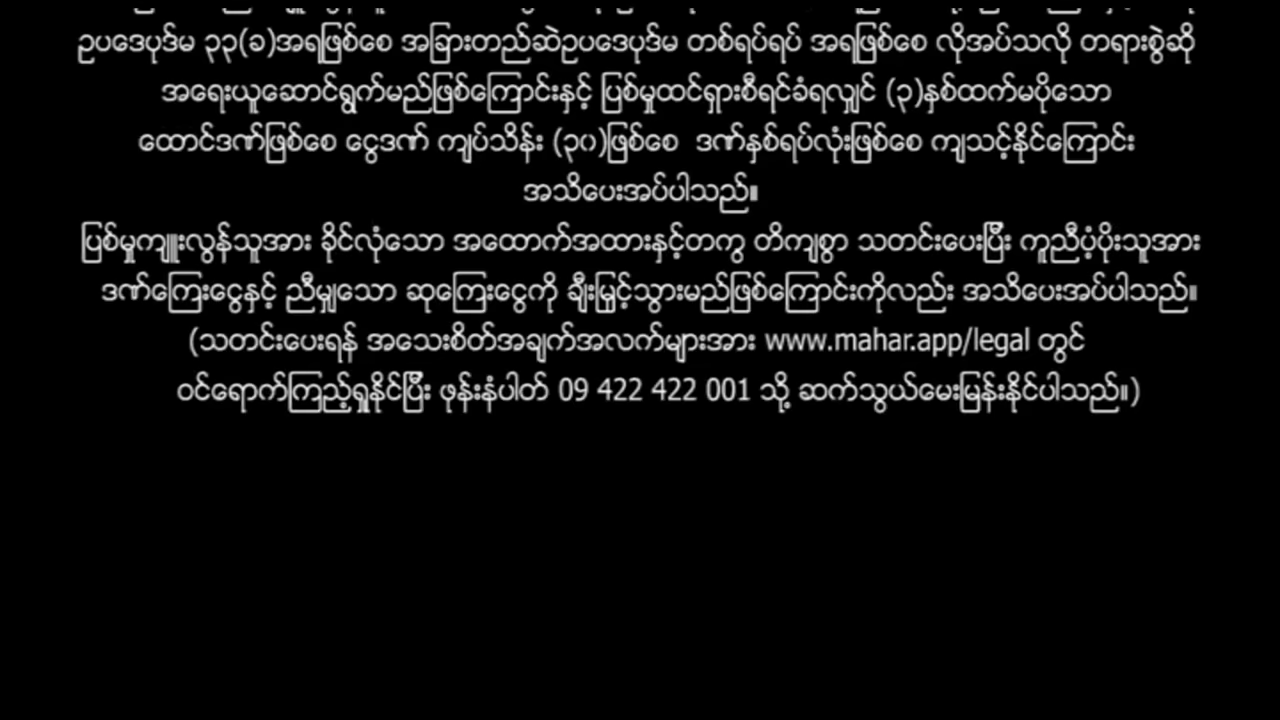 ဥပဒေပုဒ်မ ၃၃(ခ)အရဖြစ်စေ အခြားတည်ဆဲဥပဒေပုဒ်မ တစ်ရပ်ရပ် အရဖြစ်စေ လိုအပ်သလို တရားစွဲဆို
အရေးယူဆောင်ရွက်မည်ဖြစ်ကြောင်းနှင့် ပြစ်မှုထင်ရှားစီရင်ခံရလျှင် (၃)နှစ်ထက်မပိုသော
ထောင်ဒဏ်ဖြစ်စေ ငွေဒဏ် ကျပ်သိန်း (၃၀)ဖြစ်စေ ဒဏ်နှစ်ရပ်လုံးဖြစ်စေ ကျသင့်နိုင်ကြောင်း
အသိပေးအပ်ပါသည်။
ပြစ်မှုကျူးလွန်သူအား ခိုင်လုံသော အထောက်အထားနှင့်တကွ တိကျစွာ သတင်းပေးပြီး ကူညီပံ့ပိုးသူအား
ဒဏ်ကြေးငွေနှင့် ညီမျှသော ဆုကြေးငွေကို ချီးမြှင့်သွားမည်ဖြစ်ကြောင်းကိုလည်း အသိပေးအပ်ပါသည်။
(သတင်းပေးရန် အသေးစိတ်အချက်အလက်များအား www.mahar.app/legal တွင်
ဝင်ရောက်ကြည့်ရှုနိုင်ပြီး ဖုန်းနံပါတ် 09 422 422 001 သို့ ဆက်သွယ်မေးမြန်းနိုင်ပါသည်။)